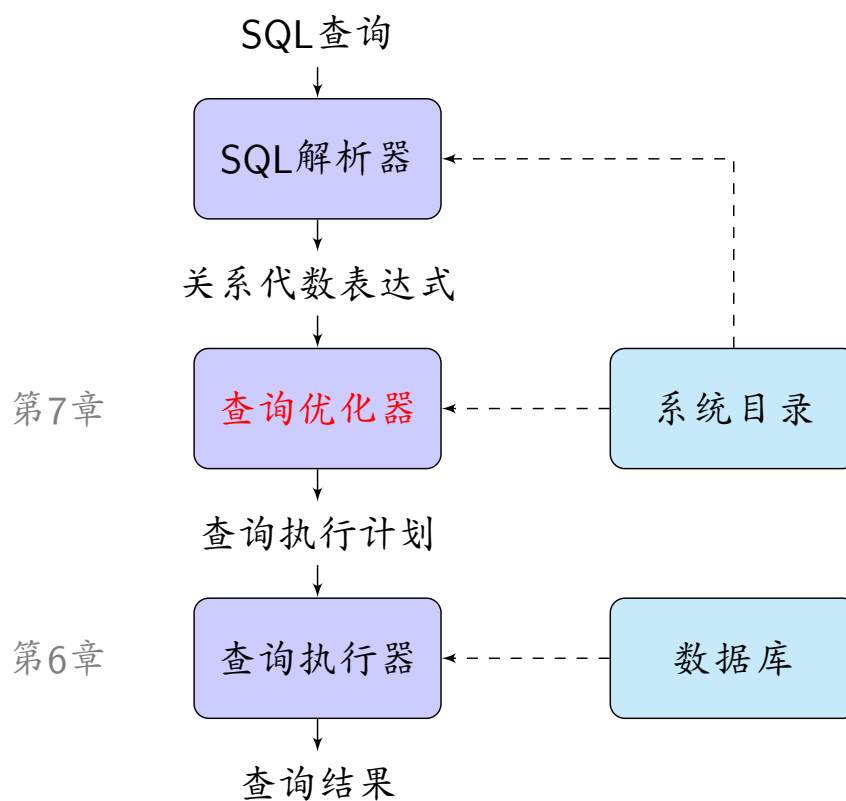 SQL查询
SQL解析器
关系代数表达式
第7章
查询优化器
系统目录
查询执行计划
第6章
查询执行器
数据库
查询结果